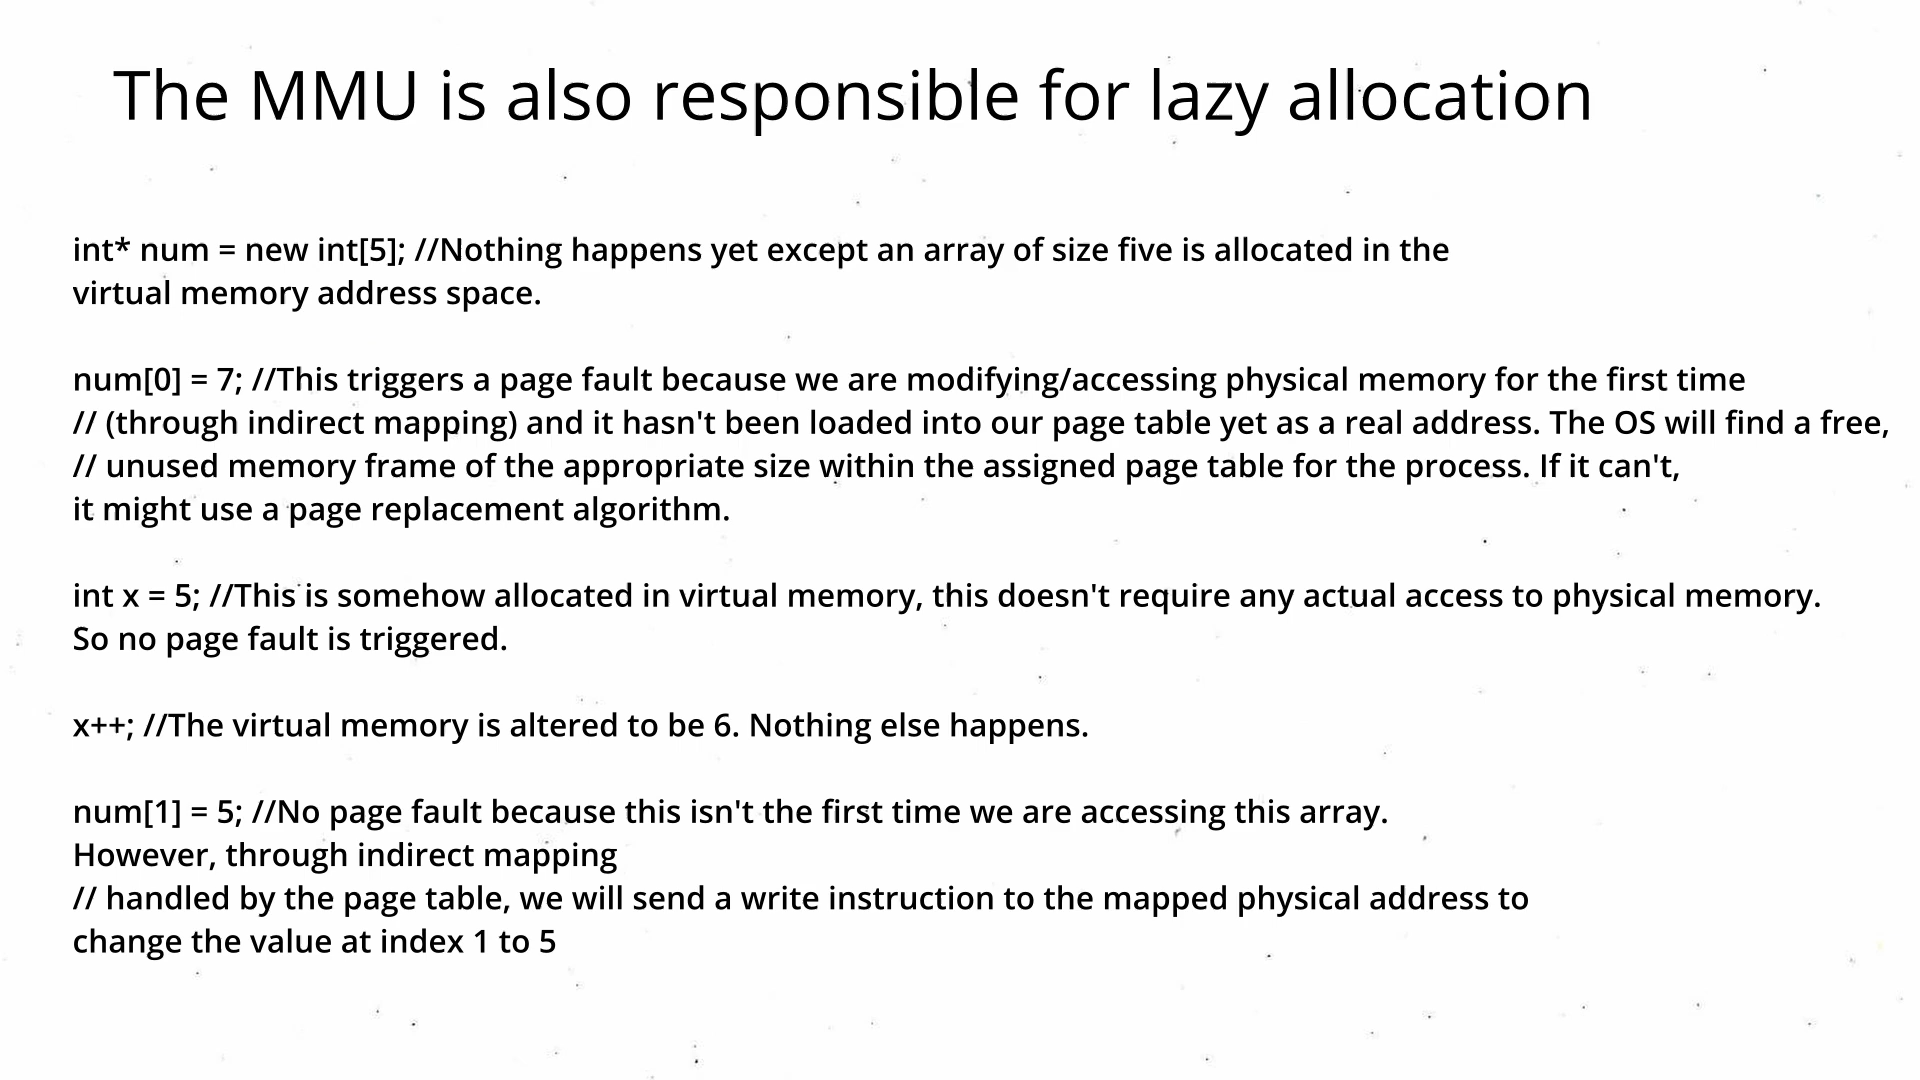 The MMU is also responsible for lazy allocation
int* num = new int[5]; //Nothing happens yet except an array of size five is allocated in the
virtual memory address space.
num[0] = 7; //This triggers a page fault because we are modifying/accessing physical memory for the first time
// (through indirect mapping) and it hasn't been loaded into our page table yet as a real address. The OS will find a free,
// unused memory frame of the appropriate size within the assigned page table for the process. If it can't,
it might use a page replacement algorithm.
int x = 5; //This is somehow allocated in virtual memory, this doesn't require any actual access to physical memory.
So no page fault is triggered.
x++; //The virtual memory is altered to be 6. Nothing else happens.
num[1] = 5; //No page fault because this isn't the first time we are accessing this array.
However, through indirect mapping
// handled by the page table, we will send a write instruction to the mapped physical address to
change the value at index 1 to 5